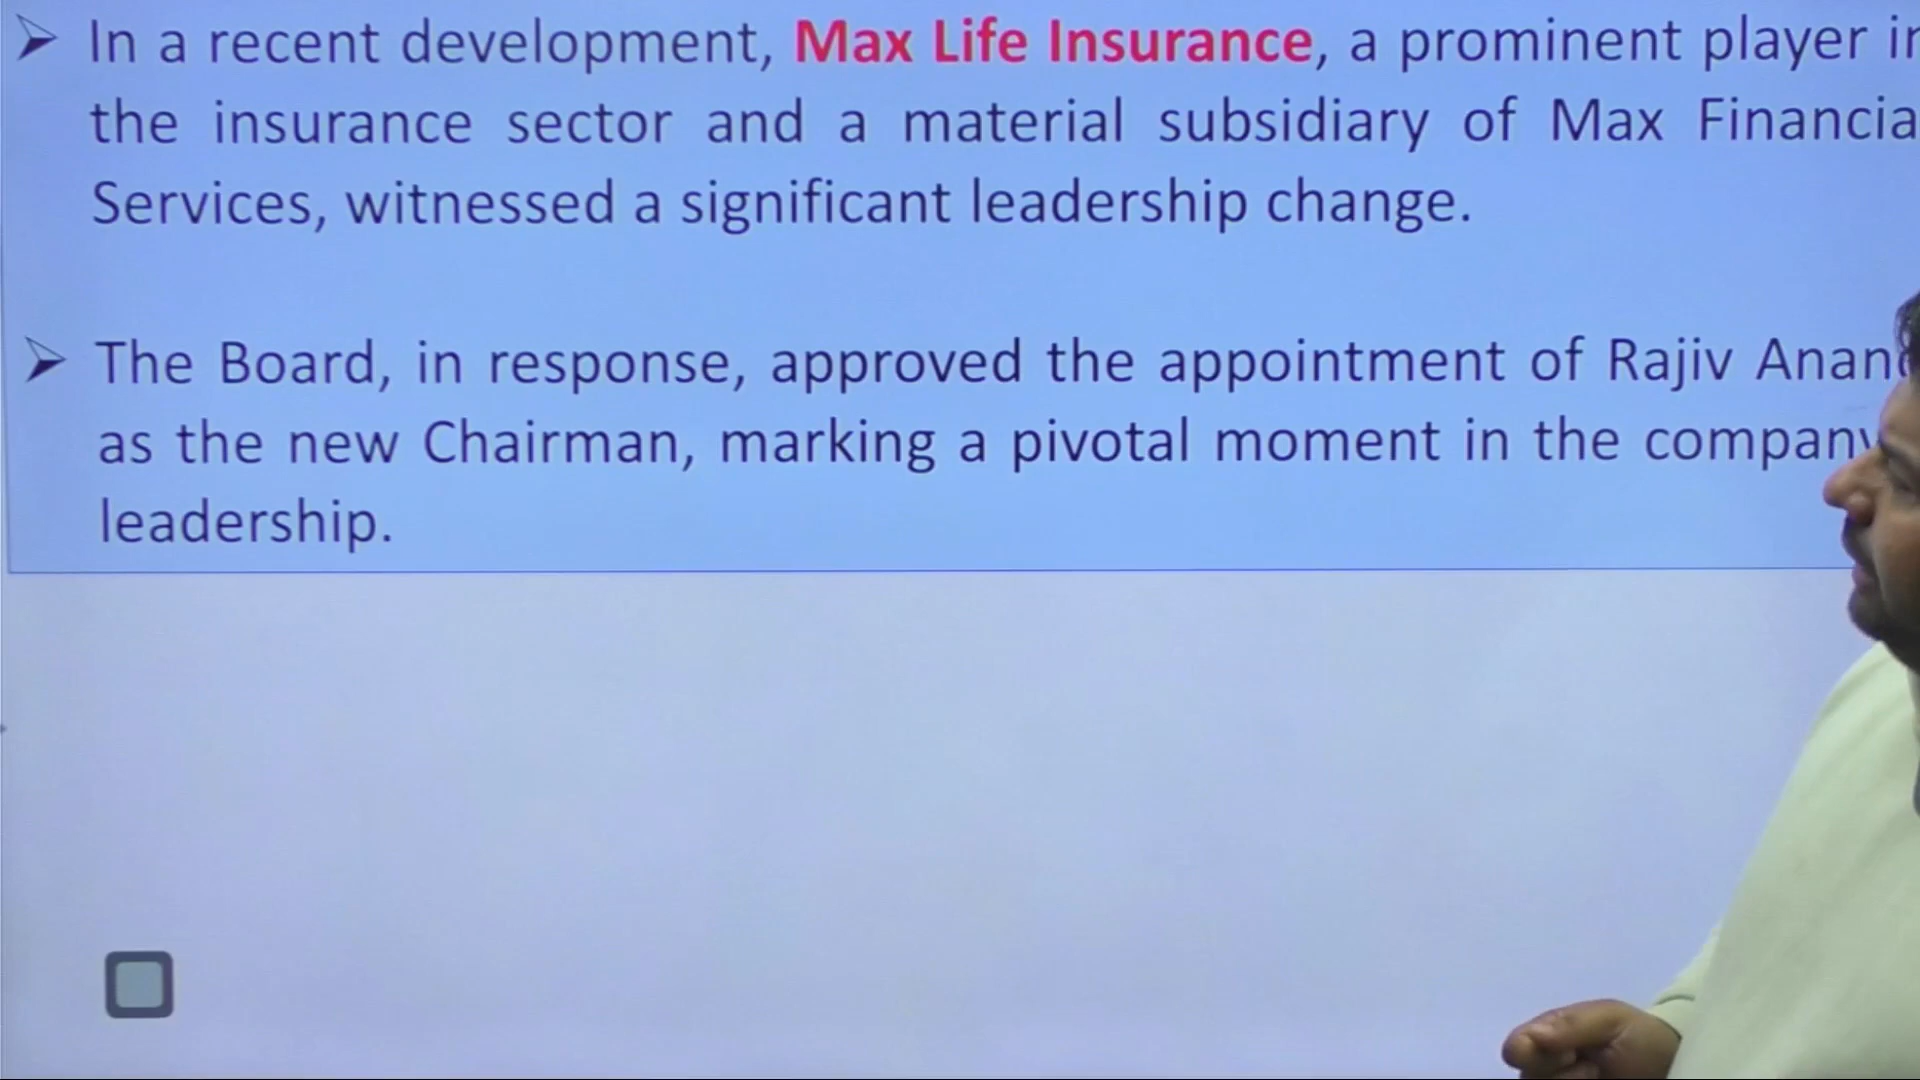 ➢ In a recent development, Max Life Insurance, a prominent player in
the insurance sector and a material subsidiary of Max Financia
Services, witnessed a significant leadership change.
➢ The Board, in response, approved the appointment of Rajiv Anand
as the new Chairman, marking a pivotal moment in the company
leadership.